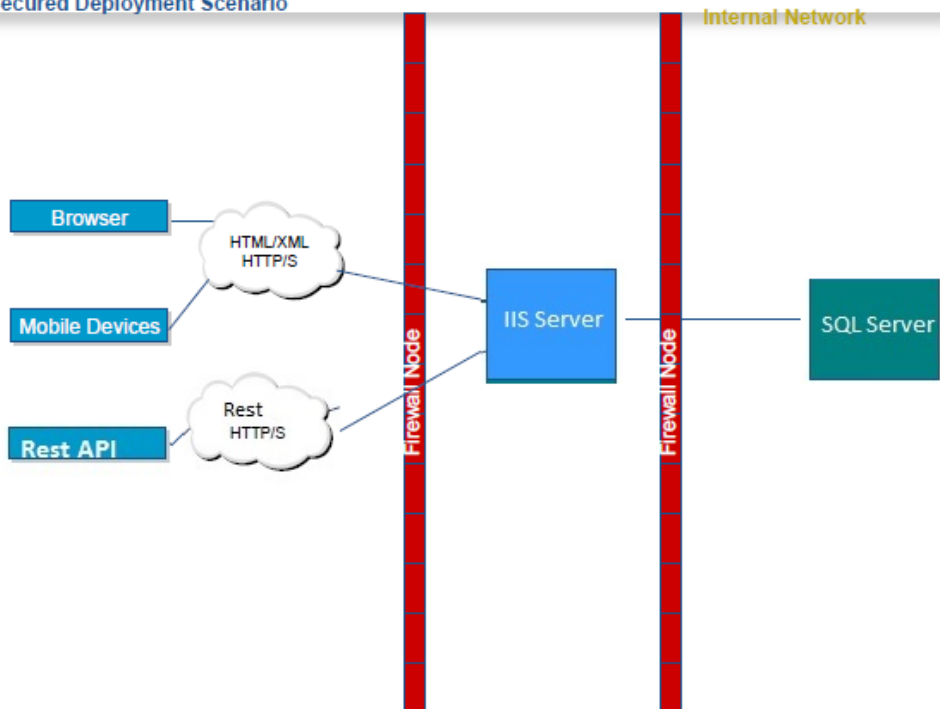 ecured Deployment Scenario
Internal Network
Browser
HTML/XML
HTTP/S
Mobile Devices
IIS Server
SQL Server
Firewall Node
Firewall Node
Rest
HTTP/S
Rest API